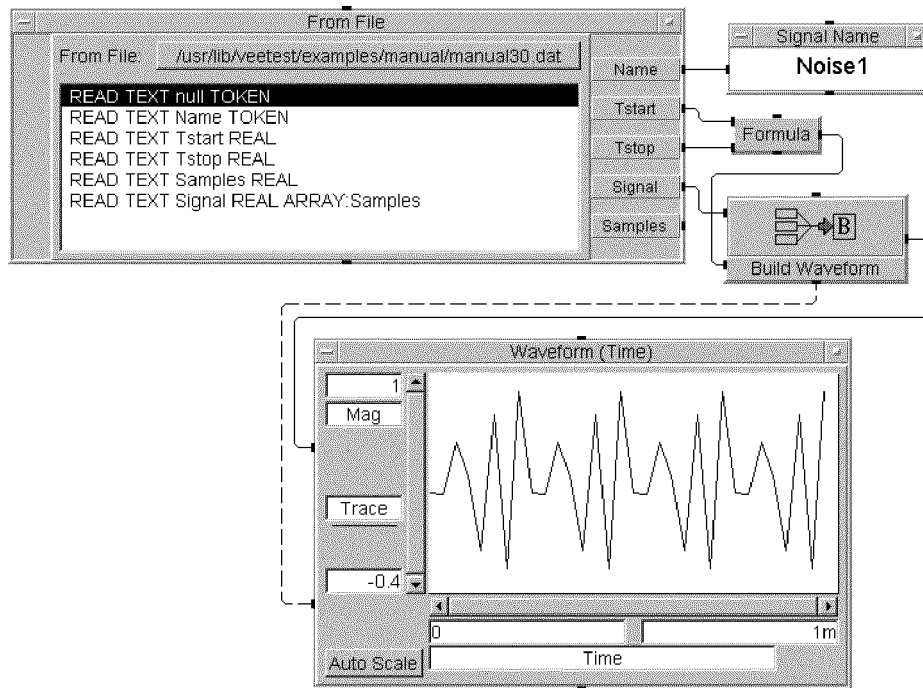 From File
From File:
/usr/lib/veetest/examples/manual/manual30.dat
READ TEXT null TOKEN
READ TEXT Name TOKEN
READ TEXT Tstart REAL
READ TEXT Tstop REAL
READ TEXT Samples REAL
READ TEXT Signal REAL ARRAY:Samples
Name
Tstart
Tstop
Signal
Samples
Signal Name
Noise1
Formula
B
Build Waveform
Waveform (Time)
1
Mag
Trace
-0.4
0
1m
Auto Scale
Time